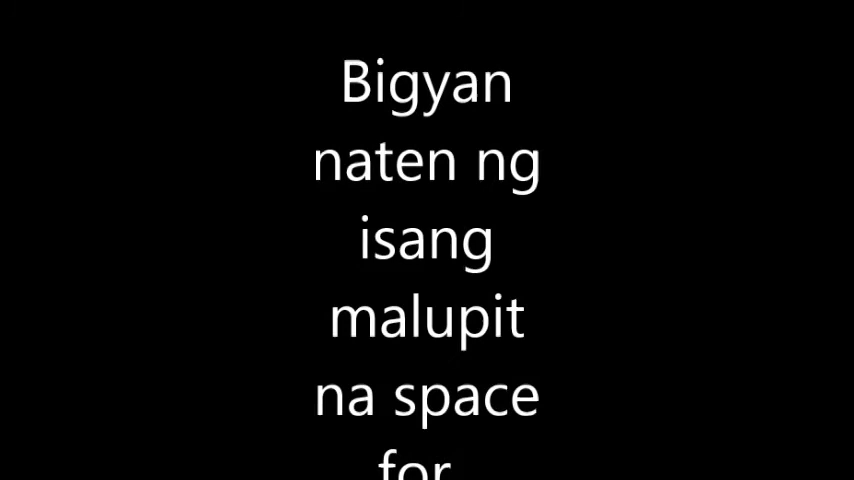 Bigyan
naten ng
isang
malupit
na space
for